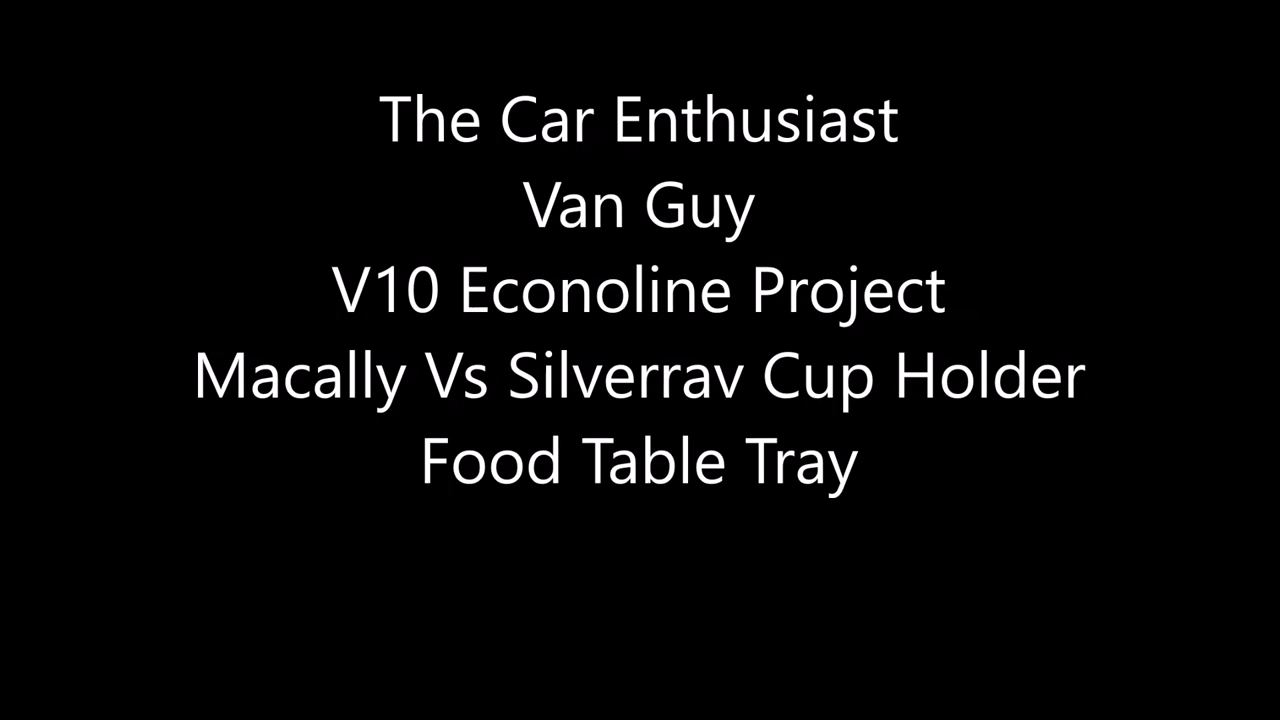 The Car Enthusiast
Van Guy
V10 Econoline Project
Macally Vs Silverrav Cup Holder
Food Table Tray